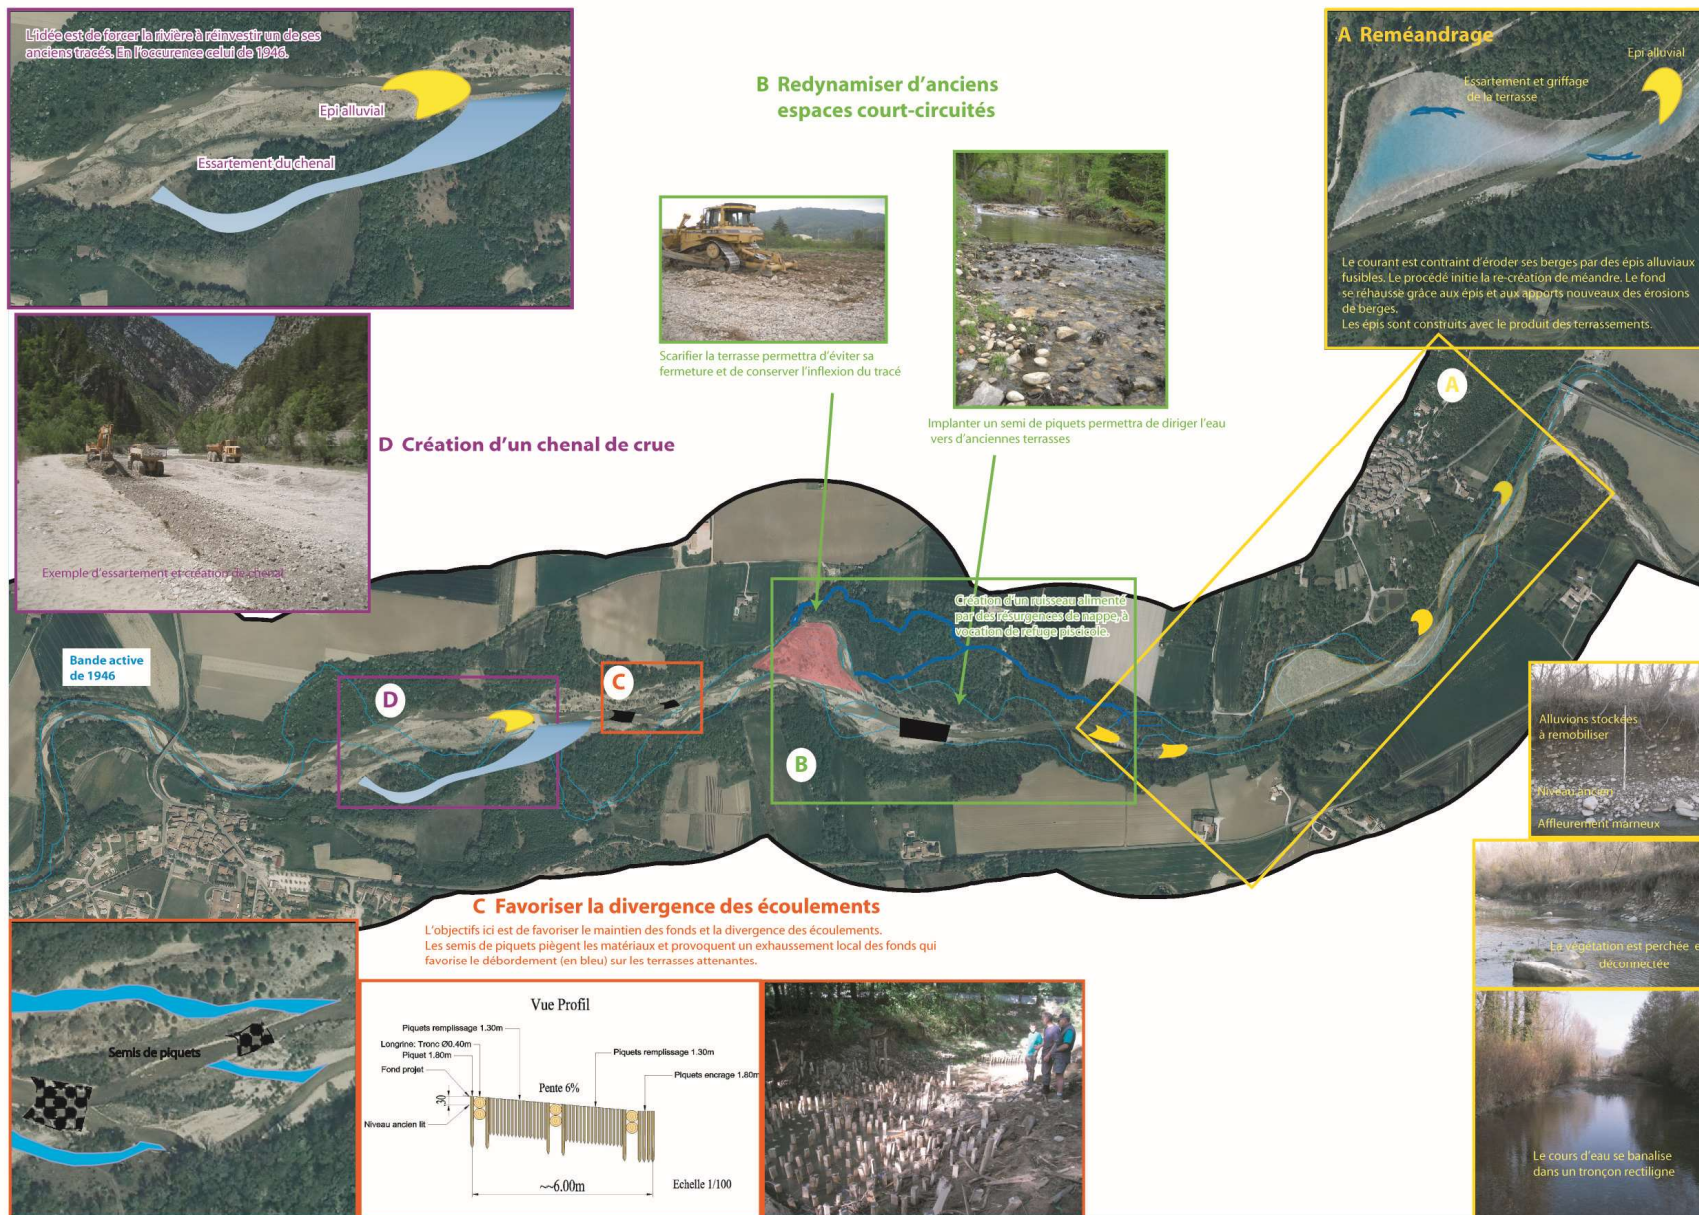 L'idée est de forcer la rivière à réinvestir un de ses
anciens tracés. En l'occurence celui de 1946.
Epi alluvial
Essartement du chenal
Exemple d'essartement et création de chenal
D Création d'un chenal de crue
B Redynamiser d'anciens
espaces court-circuités
Scarifier la terrasse permettra d'éviter sa
fermeture et de conserver l'inflexion du tracé
Implanter un semi de piquets permetra de diriger l'eau
vers d'anciennes terrasses
A Reméandrage
Epi alluvial
Essartement et griffage
de la terrasse
Le courant est contraint d'éroder ses berges par des épis alluviaux
fusibles. Le procédé initie la re-création de méandre. Le fond
se réhausse grâce aux épis et aux apports nouveaux des érosions
de berges.
Les épis sont construits avec le produit des terrassements.
A
Création d'un ruisseau alimenté
par des résurgences de nappe, à
vocation de refuge piscicole.
Bande active
de 1946
D
C
B
Alluvions stockées
à remobiliser
Niveau ancien
Affleurement marneux
La végétation est perchée e
déconnectée
Le cours d'eau se banalise
dans un tronçon rectiligne
C Favoriser la divergence des écoulements
L'objectifs ici est de favoriser le maintien des fonds et la divergence des écoulements.
Les semis de piquets piègent les matériaux et provoquent un exhaussement local des fonds qui
favorise le débordement (en bleu) sur les terrasses attenantes.
Semis de piquets
Vue Profil
Piquets remplissage 1.30m
Longrine: Tronc Ø0.40m
Piquet 1.80m
Fond projet
Pente 6%
Piquets remplissage 1.30m
Piquets encrage 1.80m
.30
Niveau ancien lit
~~6.00m
Echelle 1/100